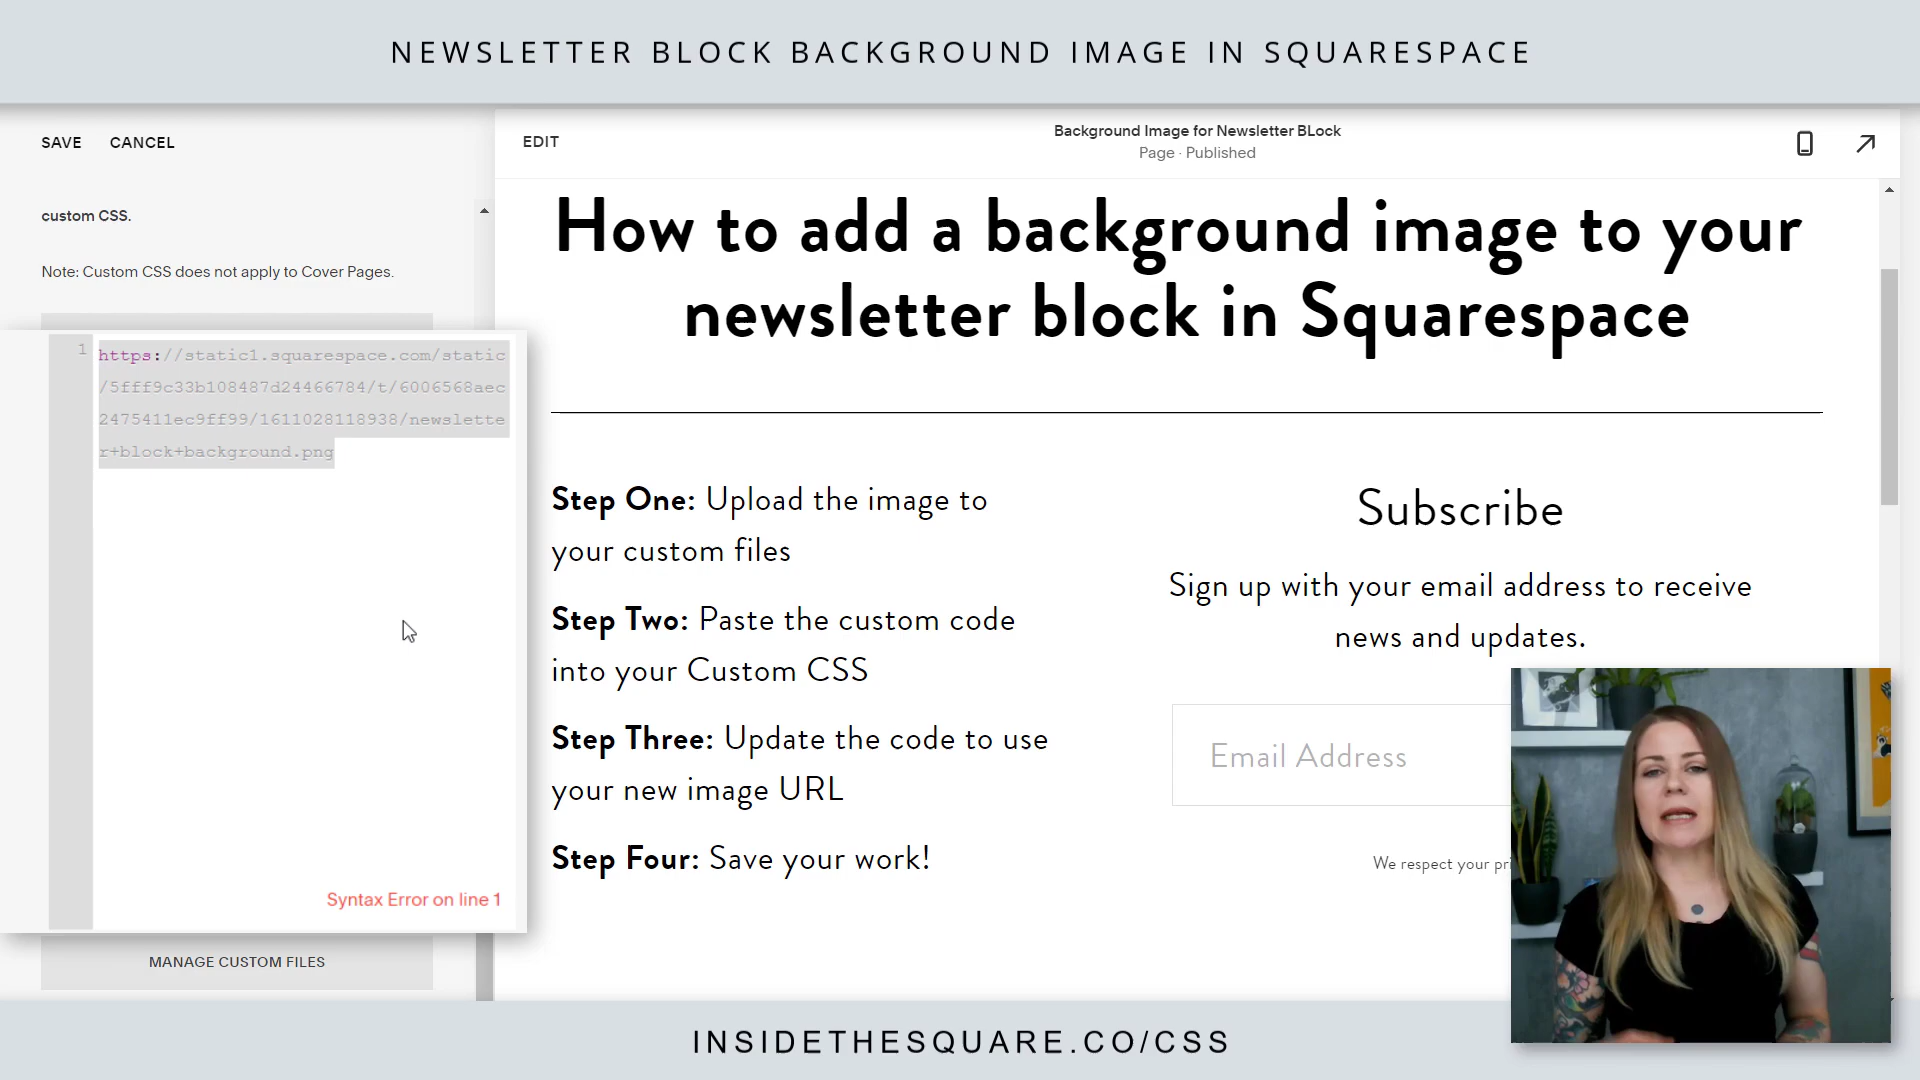 NEWSLETTER BLOCK BACKGROUND IMAGE IN SQUARESPACE
SAVE CANCEL
custom CSS.
Note: Custom CSS does not apply to Cover Pages.
1 https://static1.squarespace.com/static
/5fff9c33b108487d24466784/t/6006568aec
2475411ec9ff99/1611028118938/newslette
r+block+background.png
Syntax Error on line 1
MANAGE CUSTOM FILES
EDIT
Background Image for Newsletter BLock
Page · Published
How to add a background image to your
newsletter block in Squarespace
Step One: Upload the image to
your custom files
Step Two: Paste the custom code
into your Custom CSS
Step Three: Update the code to use
your new image URL
Step Four: Save your work!
Subscribe
Sign up with your email address to receive
news and updates.
Email Address
We respect your pri
INSIDETHESQUARE.CO/CSS